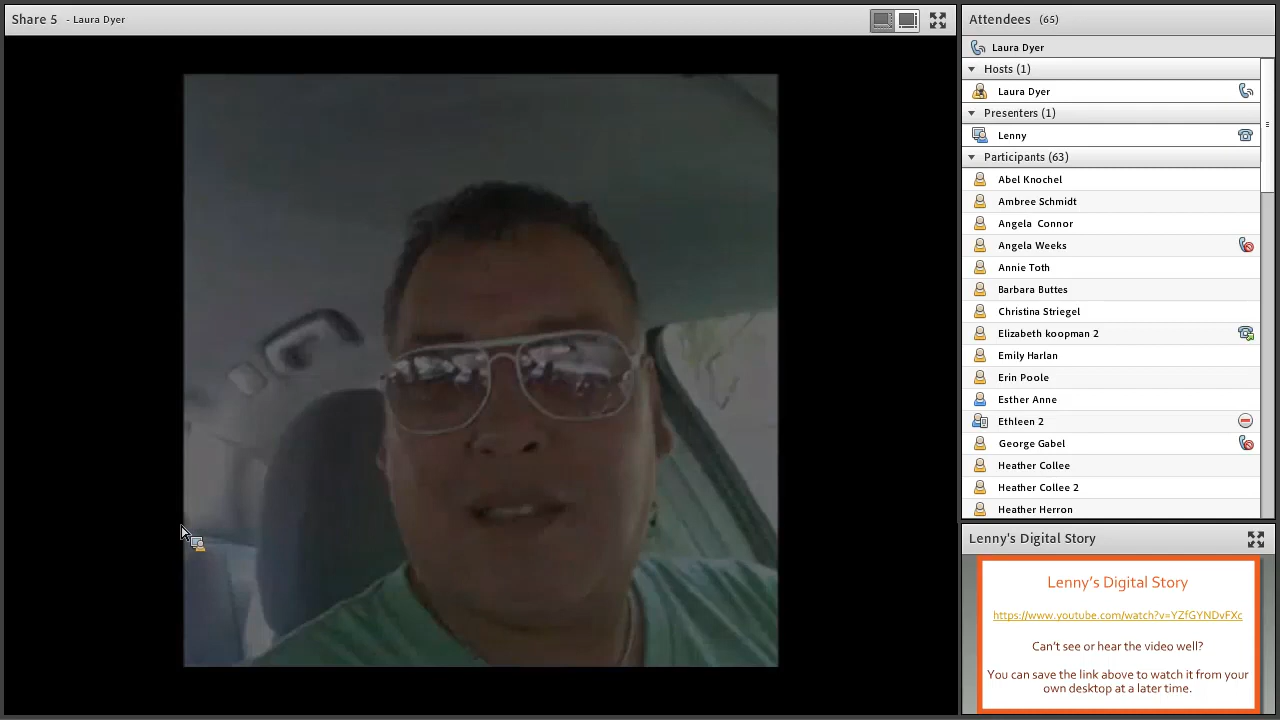 Share 5 - Laura Dyer
Attendees (65)
Laura Dyer
Hosts (1)
Laura Dyer
Presenters (1)
Lenny
Participants (63)
Abel Knochel
Ambree Schmidt
Angela Connor
Angela Weeks
Annie Toth
Barbara Buttes
Christina Striegel
Elizabeth koopman 2
Emily Harlan
Erin Poole
Esther Anne
Ethleen 2
George Gabel
Heather Collee
Heather Collee 2
Heather Herron
Lenny's Digital Story
Lenny's Digital Story
https://www.youtube.com/watch?v=YZfGYNDvFXc
Can't see or hear the video well?
You can save the link above to watch it from your
own desktop at a later time.